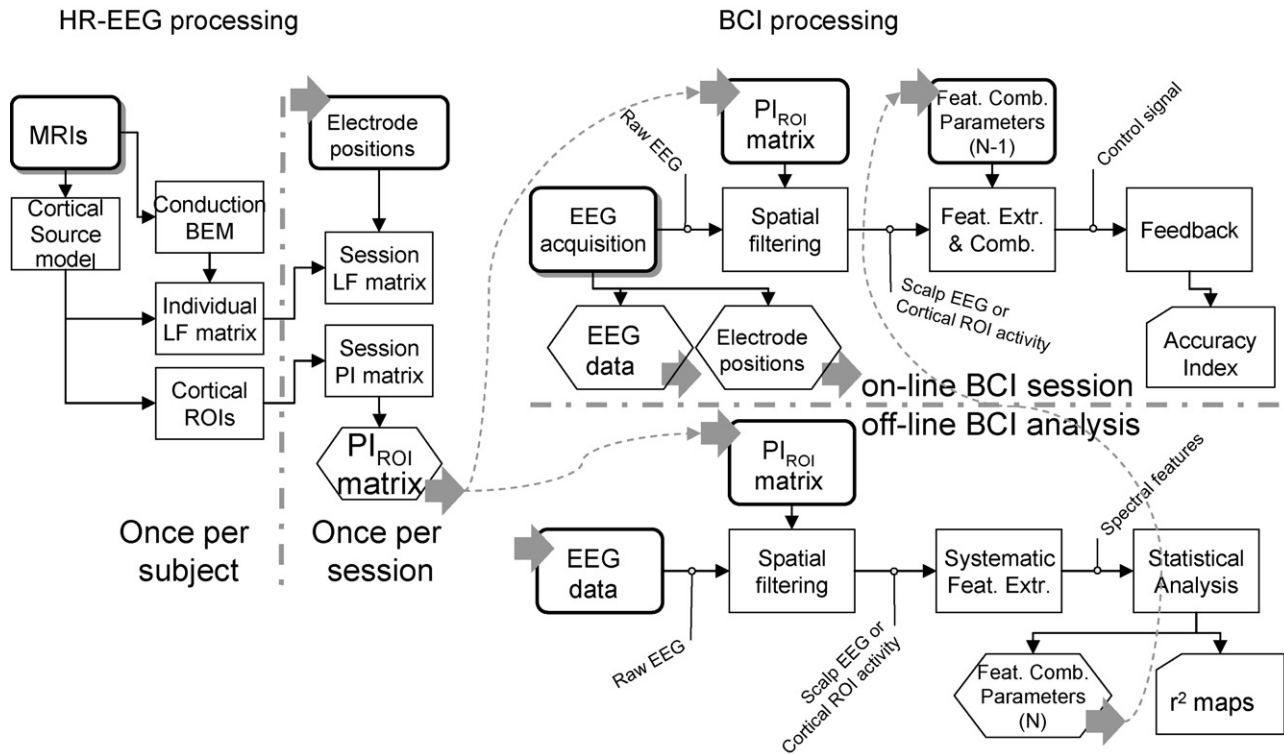 HR-EEG processing
BCI processing
MRIs
Electrode
positions
Cortical
Source
model
Conduction
BEM
Session
LF matrix
Individual
LF matrix
Session
PI matrix
Cortical
ROIs
PIROI
matrix
Once per
subject
Once per
session
Raw EEG
PIROI
matrix
Feat. Comb.
Parameters
(N-1)
Control signal
EEG
acquisition
Spatial
filtering
Feat. Extr.
& Comb.
Feedback
Scalp EEG or
Cortical ROI activity
EEG
data
Electrode
positions
Accuracy
Index
on-line BCI session
off-line BCI analysis
PIROI
matrix
Spectral features
EEG
data
Spatial
filtering
Systematic
Feat. Extr.
Statistical
Analysis
Raw EEG
Scalp EEG or
Cortical ROI activity
Feat. Comb.
Parameters
(N)
r² maps